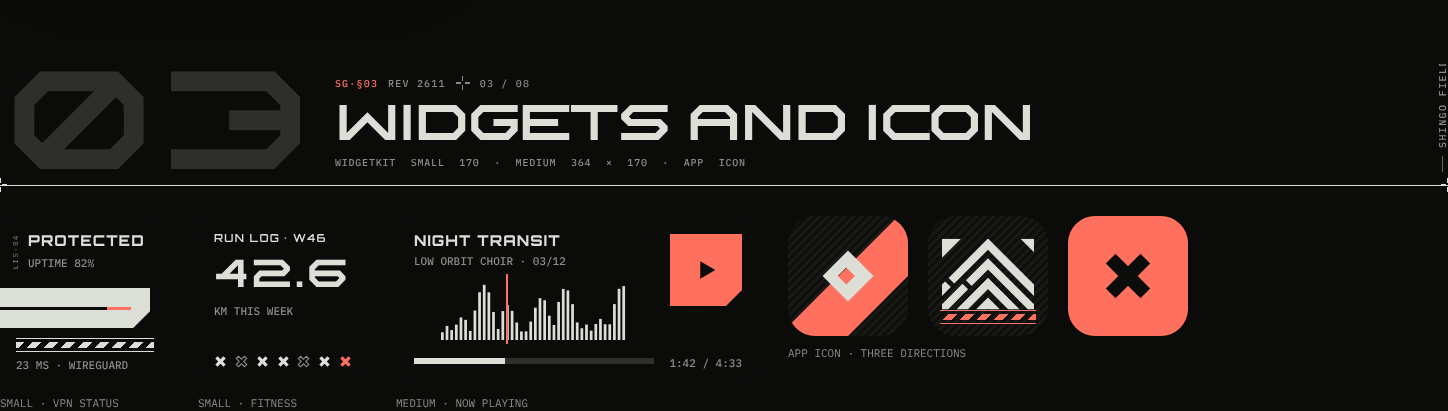 03
SG·§03 REV 2611 03 / 08
WIDGETS AND ICON
WIDGETKIT SMALL 170 · MEDIUM 364 × 170 · APP ICON
SHINGO FIEL
LIS·84
PROTECTED
UPTIME 82%
23 MS · WIREGUARD
SMALL · VPN STATUS
RUN LOG · W46
42.6
KM THIS WEEK
SMALL · FITNESS
NIGHT TRANSIT
LOW ORBIT CHOIR · 03/12
1:42 / 4:33
MEDIUM · NOW PLAYING
APP ICON · THREE DIRECTIONS